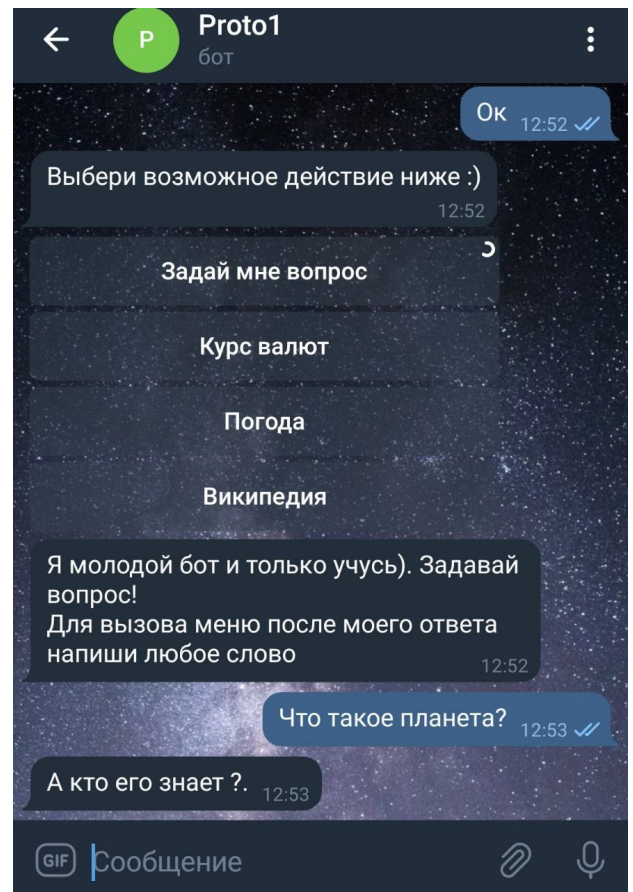 P
Proto1
бот
Ок 12:52
Выбери возможное действие ниже :)
12:52
Задай мне вопрос
Курс валют
Погода
Википедия
Я молодой бот и только учусь). Задавай
вопрос!
Для вызова меню после моего ответа
напиши любое слово
12:52
Что такое планета? 12:53
А кто его знает ?. 12:53
GIF Сообщение